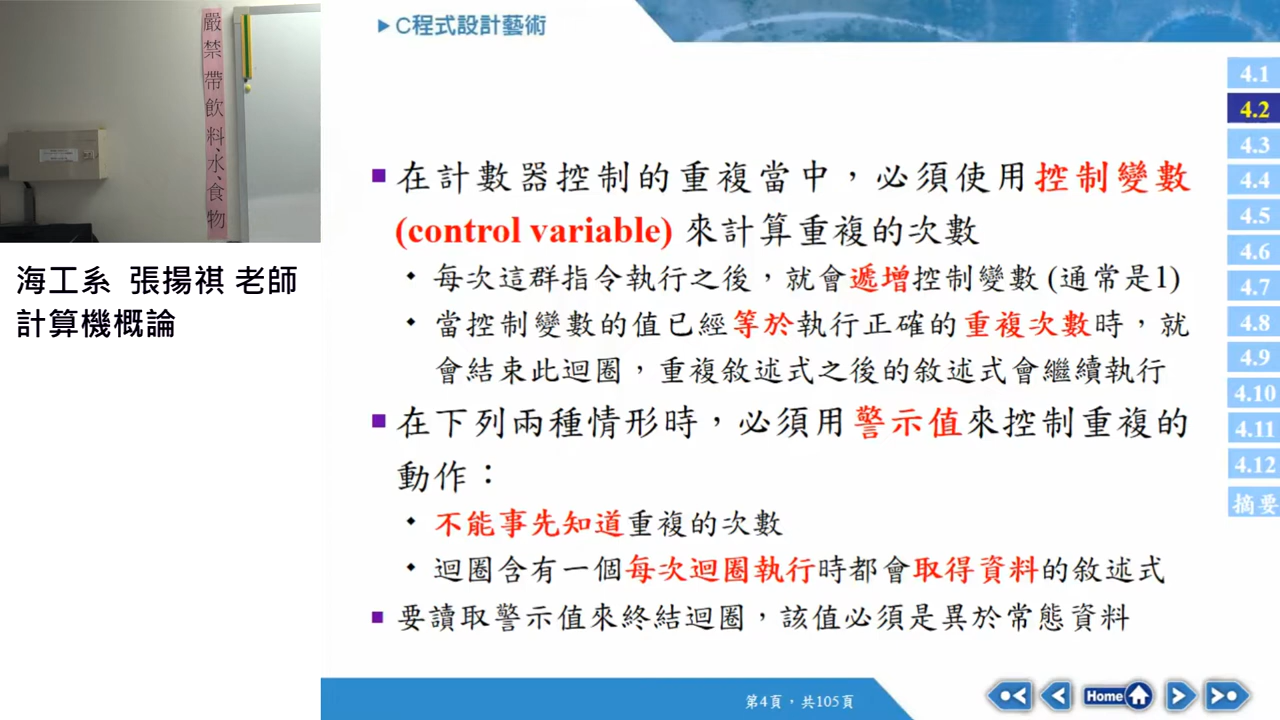 嚴禁帶飲料、水、食物
海工系 張揚祺 老師
計算機概論
C程式設計藝術
在計數器控制的重複當中，必須使用控制變數
(control variable) 來計算重複的次數
每次這群指令執行之後，就會遞增控制變數 (通常是1)
當控制變數的值已經等於執行正確的重複次數時，就
會結束此迴圈，重複敘述式之後的敘述式會繼續執行
在下列兩種情形時，必須用警示值來控制重複的
動作：
不能事先知道重複的次數
迴圈含有一個每次迴圈執行時都會取得資料的敘述式
要讀取警示值來終結迴圈，該值必須是異於常態資料
4.1
4.2
4.3
4.4
4.5
4.6
4.7
4.8
4.9
4.10
4.11
4.12
摘要
第4頁，共105頁
Home